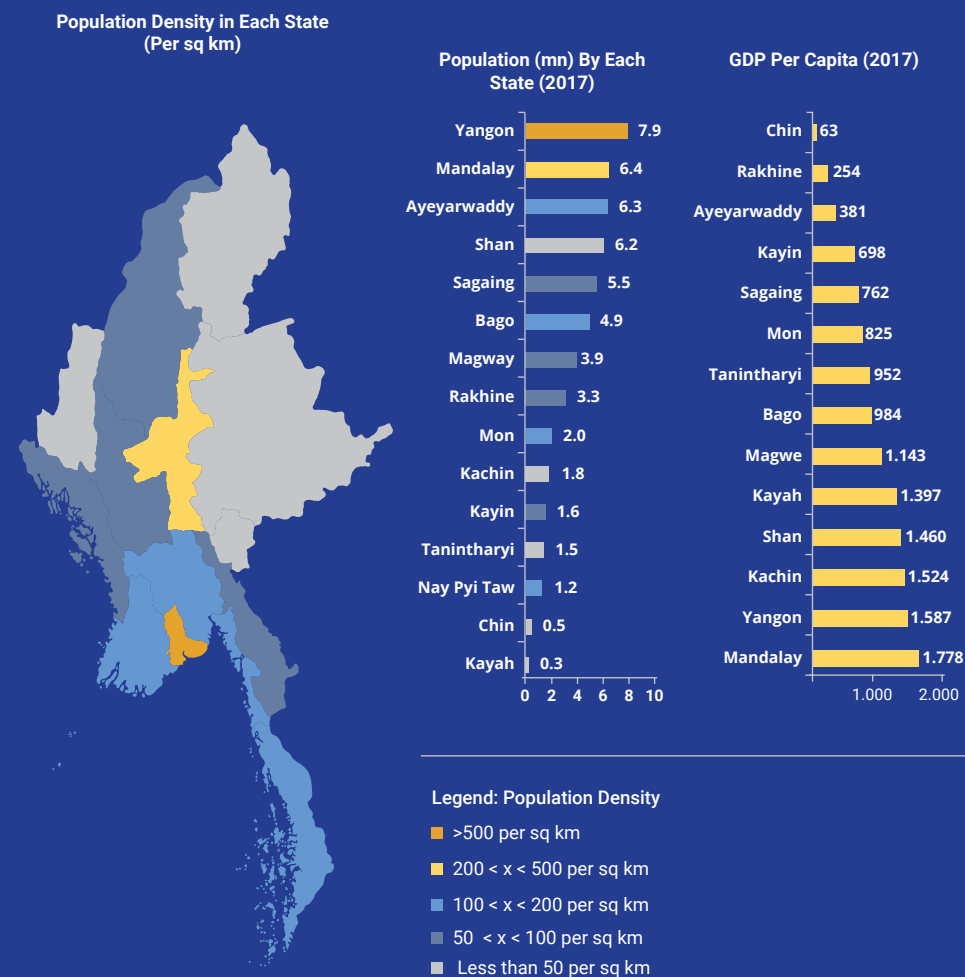 Population Density in Each State
(Per sq km)
Population (mn) By Each
State (2017)
Yangon 7.9
Mandalay 6.4
Ayeyarwaddy 6.3
Shan 6.2
Sagaing 5.5
Bago 4.9
Magway 3.9
Rakhine 3.3
Mon 2.0
Kachin 1.8
Kayin 1.6
Tanintharyi 1.5
Nay Pyi Taw 1.2
Chin 0.5
Kayah 0.3
0 2 4 6 8 10
GDP Per Capita (2017)
Chin 63
Rakhine 254
Ayeyarwaddy 381
Kayin 698
Sagaing 762
Mon 825
Tanintharyi 952
Bago 984
Magwe 1.143
Kayah 1.397
Shan 1.460
Kachin 1.524
Yangon 1.587
Mandalay 1.778
1.000 2.000
Legend: Population Density
>500 per sq km
200 < x < 500 per sq km
100 < x < 200 per sq km
50 < x < 100 per sq km
Less than 50 per sq km